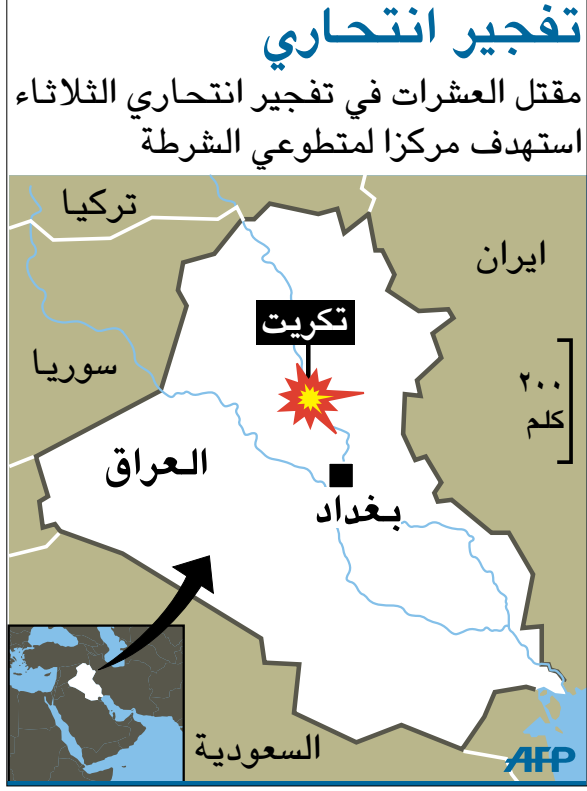 تفجير انتحاري
مقتل العشرات في تفجير انتحاري الثلاثاء
استهدف مركزا لمتطوعي الشرطة
تركيا
ايران
تكريت
سوريا
٢٠٠
كلم
العراق
بغداد
السعودية
AFP